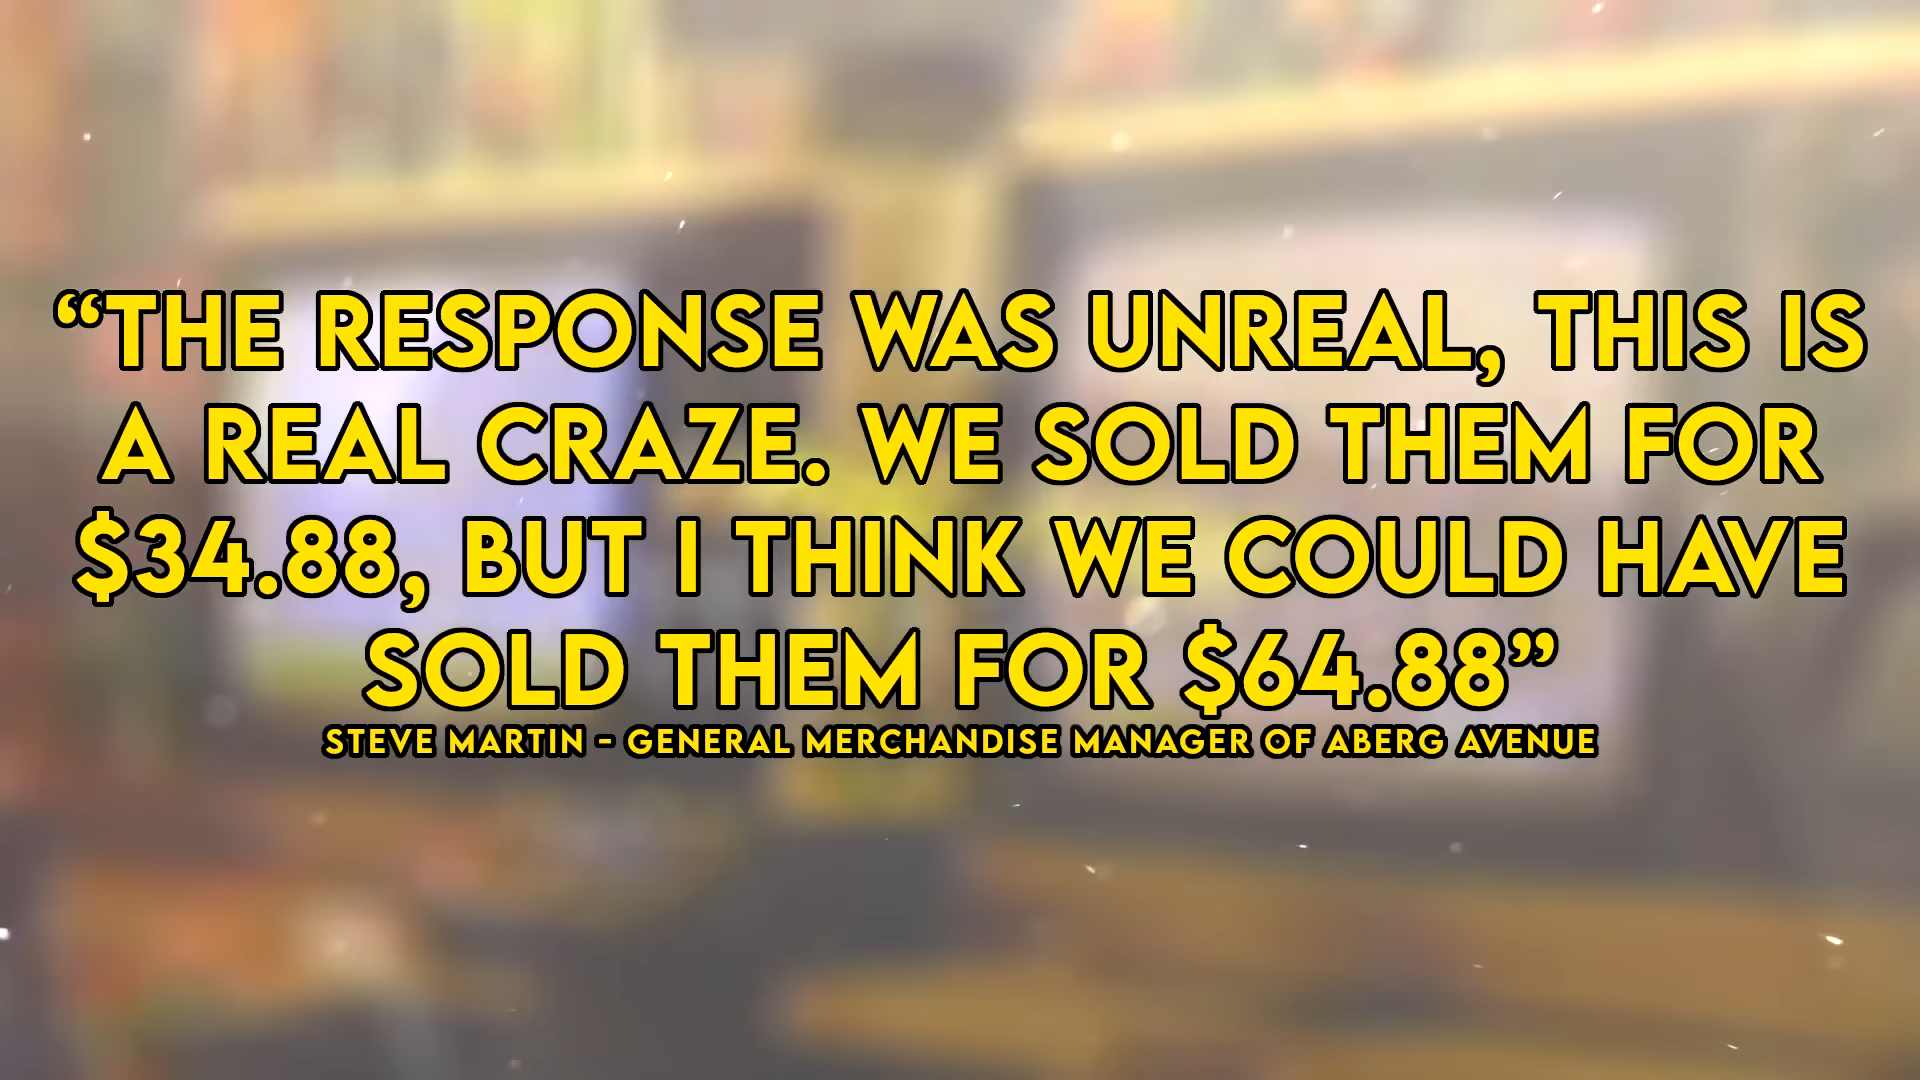 “THE RESPONSE WAS UNREAL, THIS IS
A REAL CRAZE. WE SOLD THEM FOR
$34.88, BUT I THINK WE COULD HAVE
SOLD THEM FOR $64.88”
STEVE MARTIN - GENERAL MERCHANDISE MANAGER OF ABERG AVENUE